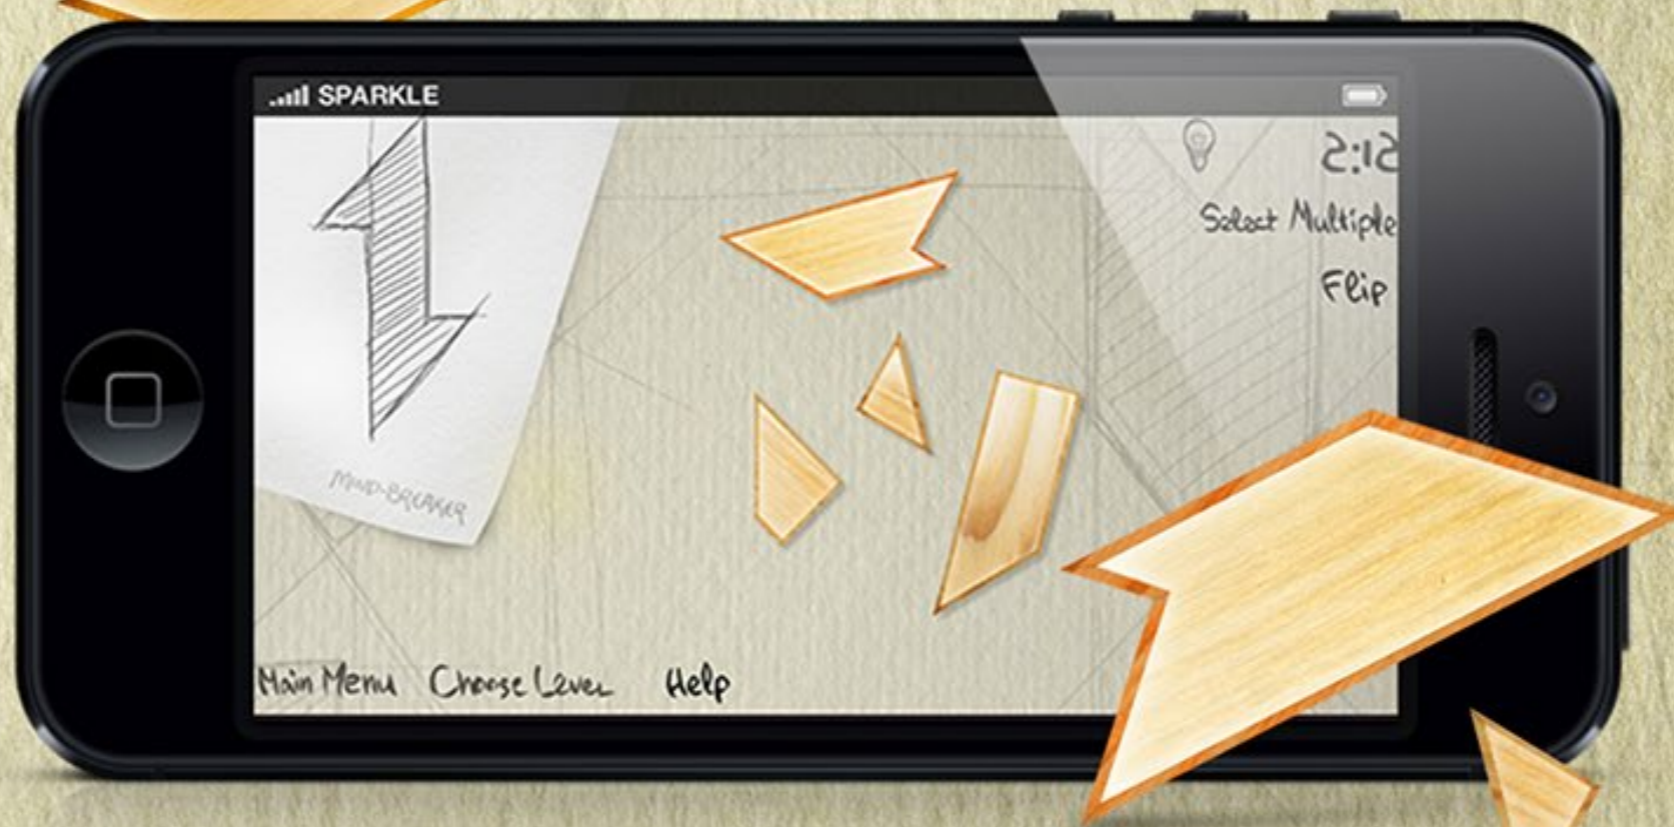 SPARKLE
2:12
Select Multiple
Flip
MIND-BREAKER
Main Menu Choose Level Help